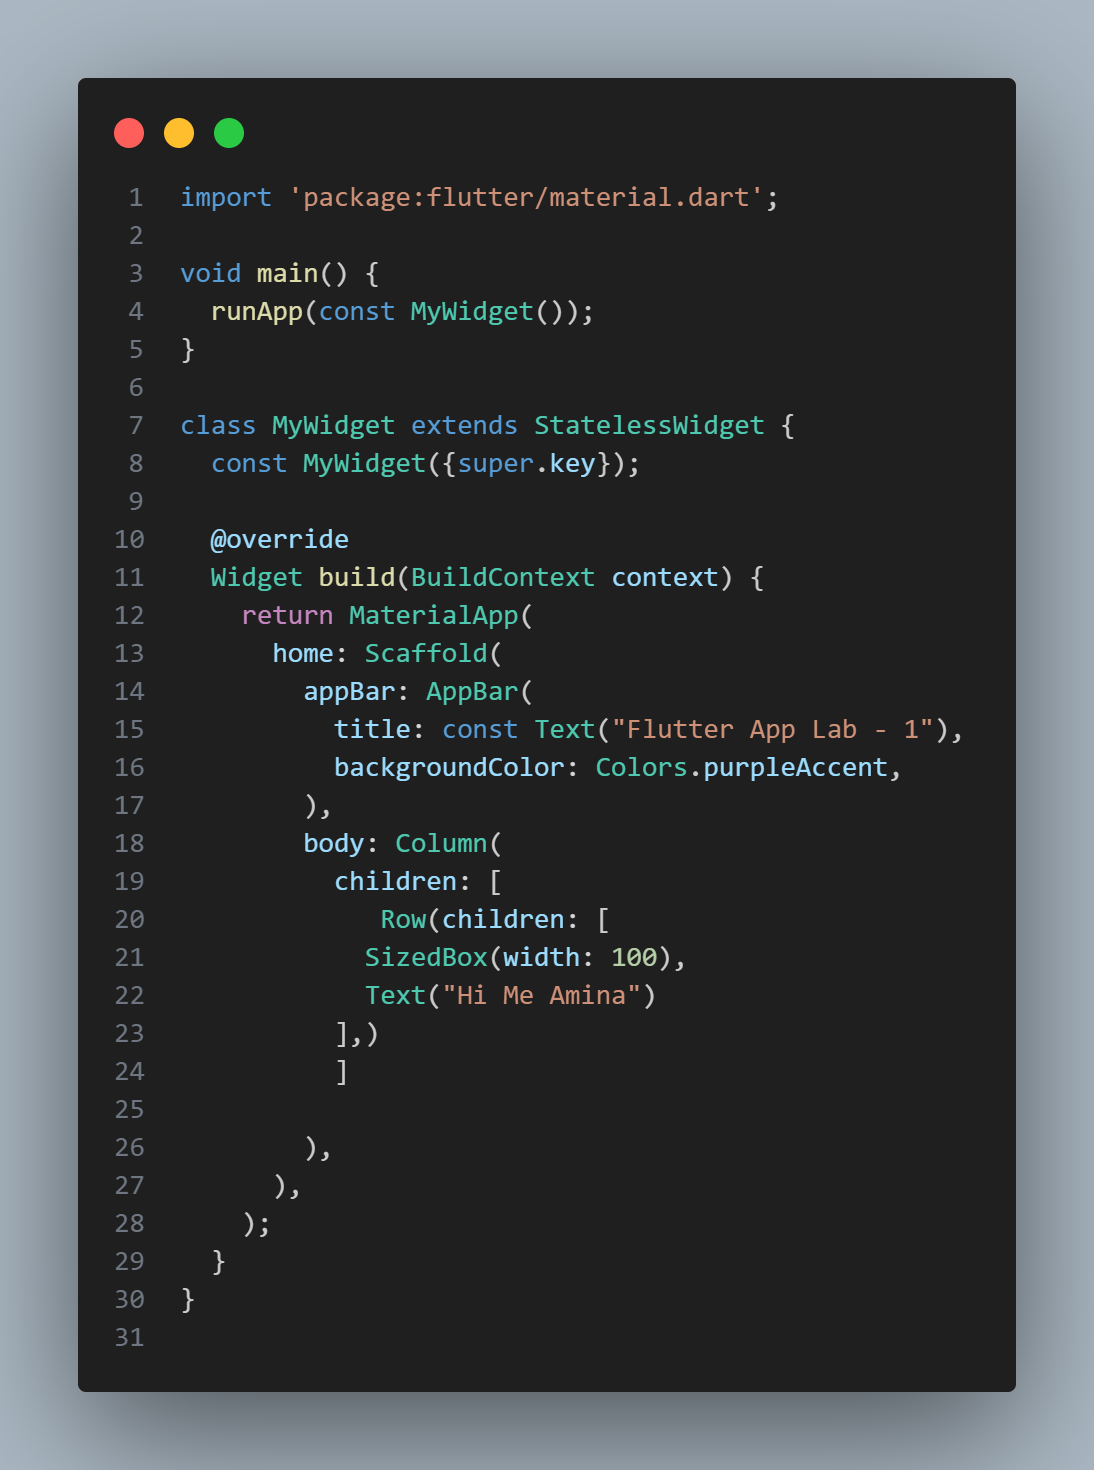 1 import 'package:flutter/material.dart';
2
3 void main() {
4   runApp(const MyWidget());
5 }
6
7 class MyWidget extends StatelessWidget {
8   const MyWidget({super.key});
9
10   @override
11   Widget build(BuildContext context) {
12     return MaterialApp(
13       home: Scaffold(
14         appBar: AppBar(
15           title: const Text("Flutter App Lab - 1"),
16           backgroundColor: Colors.purpleAccent,
17         ),
18         body: Column(
19           children: [
20              Row(children: [
21             SizedBox(width: 100),
22             Text("Hi Me Amina")
23           ],)
24           ]
25
26         ),
27       ),
28     );
29   }
30 }
31